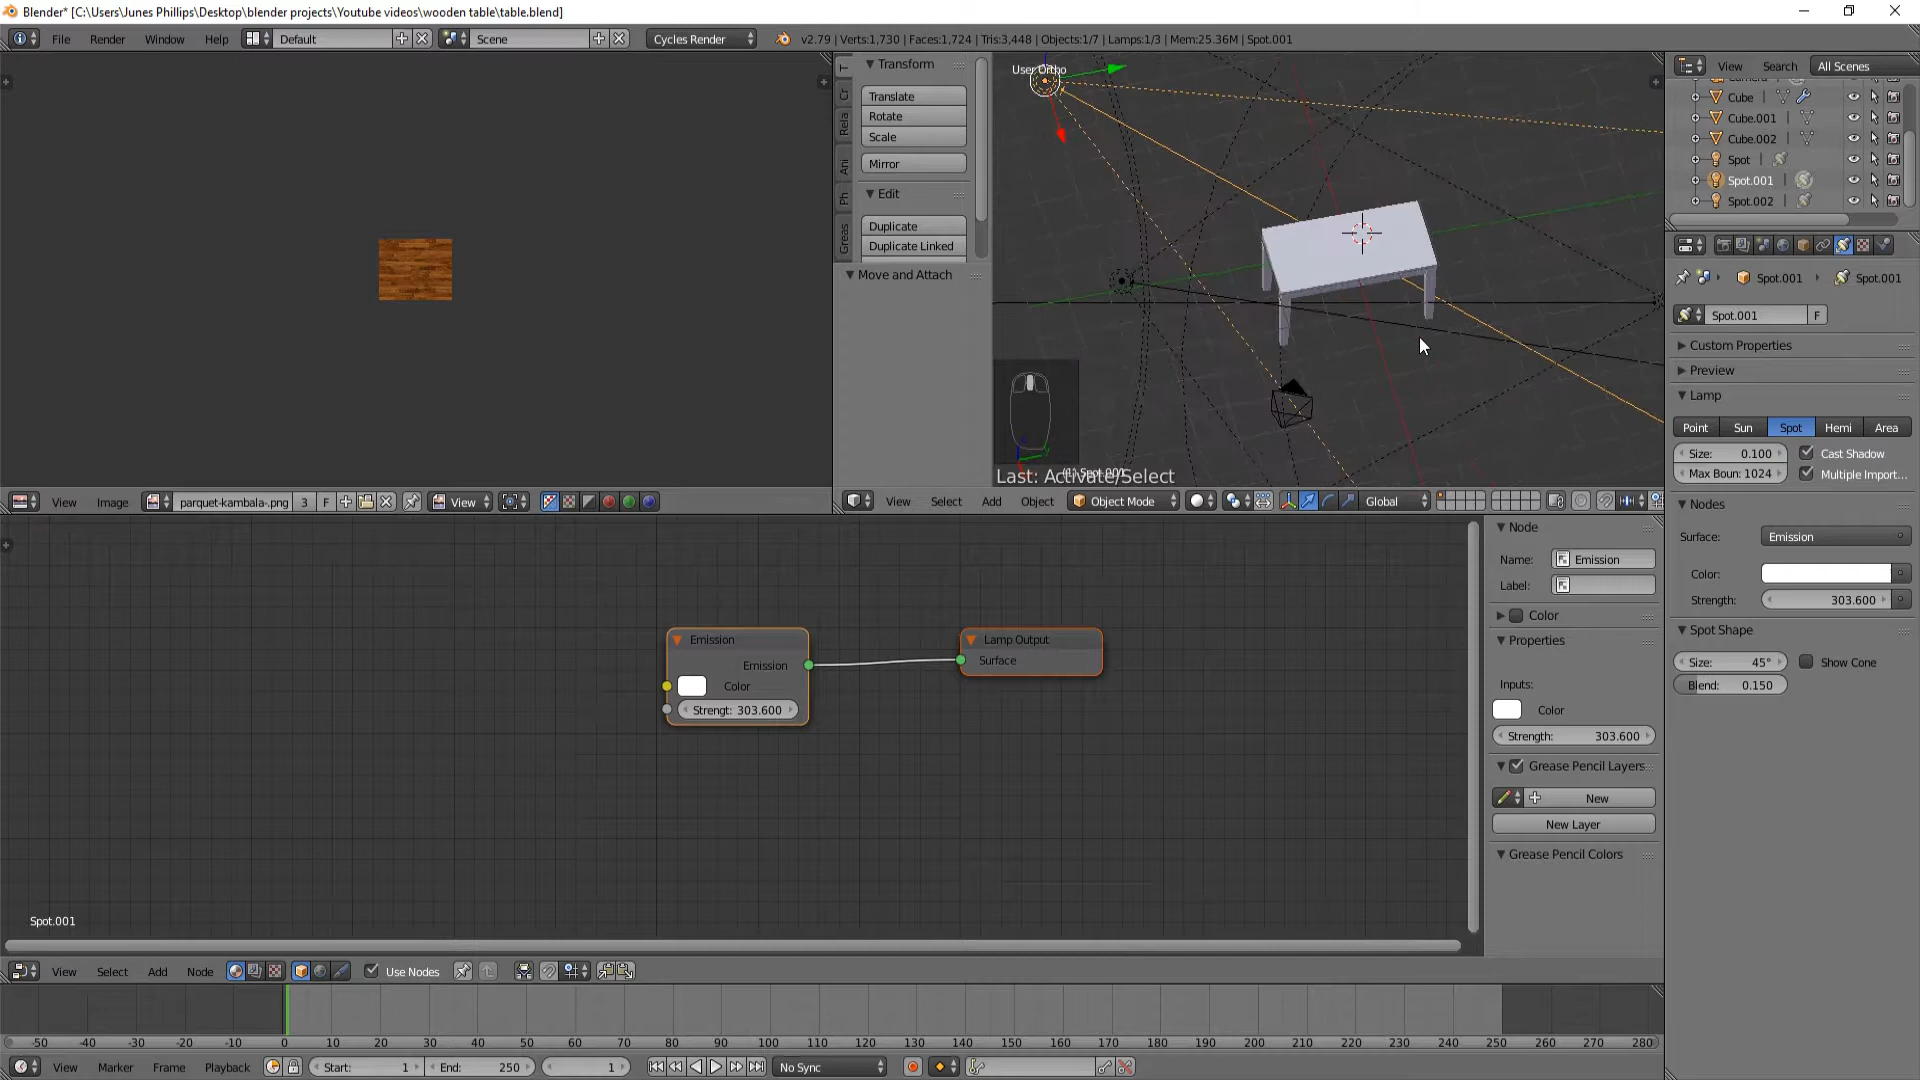 Blender* [C:\Users\Junes Phillips\Desktop\blender projects\Youtube videos\wooden table\table.blend]
File Render Window Help Default Scene Cycles Render v2.79 | Verts:1,730 | Faces:1,724 | Tris:3,448 | Objects:1/7 | Lamps:1/3 | Mem:25.36M | Spot.001
T
Cr
Rela
Ani
Ph
Greas
Transform
Translate
Rotate
Scale
Mirror
Edit
Duplicate
Duplicate Linked
Move and Attach
User Ortho
(1) Spot.001
Last: Activate/Select
View Search All Scenes
Cube
Cube.001
Cube.002
Spot
Spot.001
Spot.002
Spot.001 Spot.001
Spot.001 F
Custom Properties
Preview
Lamp
Point Sun Spot Hemi Area
Size: 0.100 Cast Shadow
Max Boun: 1024 Multiple Import...
Nodes
Surface: Emission
Color:
Strength: 303.600
Spot Shape
Size: 45° Show Cone
Blend: 0.150
View Image parquet-kambala-.png 3 F View
View Select Add Object Object Mode Global
Emission
Emission
Color
Strengt: 303.600
Lamp Output
Surface
Spot.001
Node
Name: Emission
Label:
Color
Properties
Inputs:
Color
Strength: 303.600
Grease Pencil Layers
New
New Layer
Grease Pencil Colors
View Select Add Node Use Nodes
-50 -40 -30 -20 -10 0 10 20 30 40 50 60 70 80 90 100 110 120 130 140 150 160 170 180 190 200 210 220 230 240 250 260 270 280
View Marker Frame Playback Start: 1 End: 250 1 No Sync